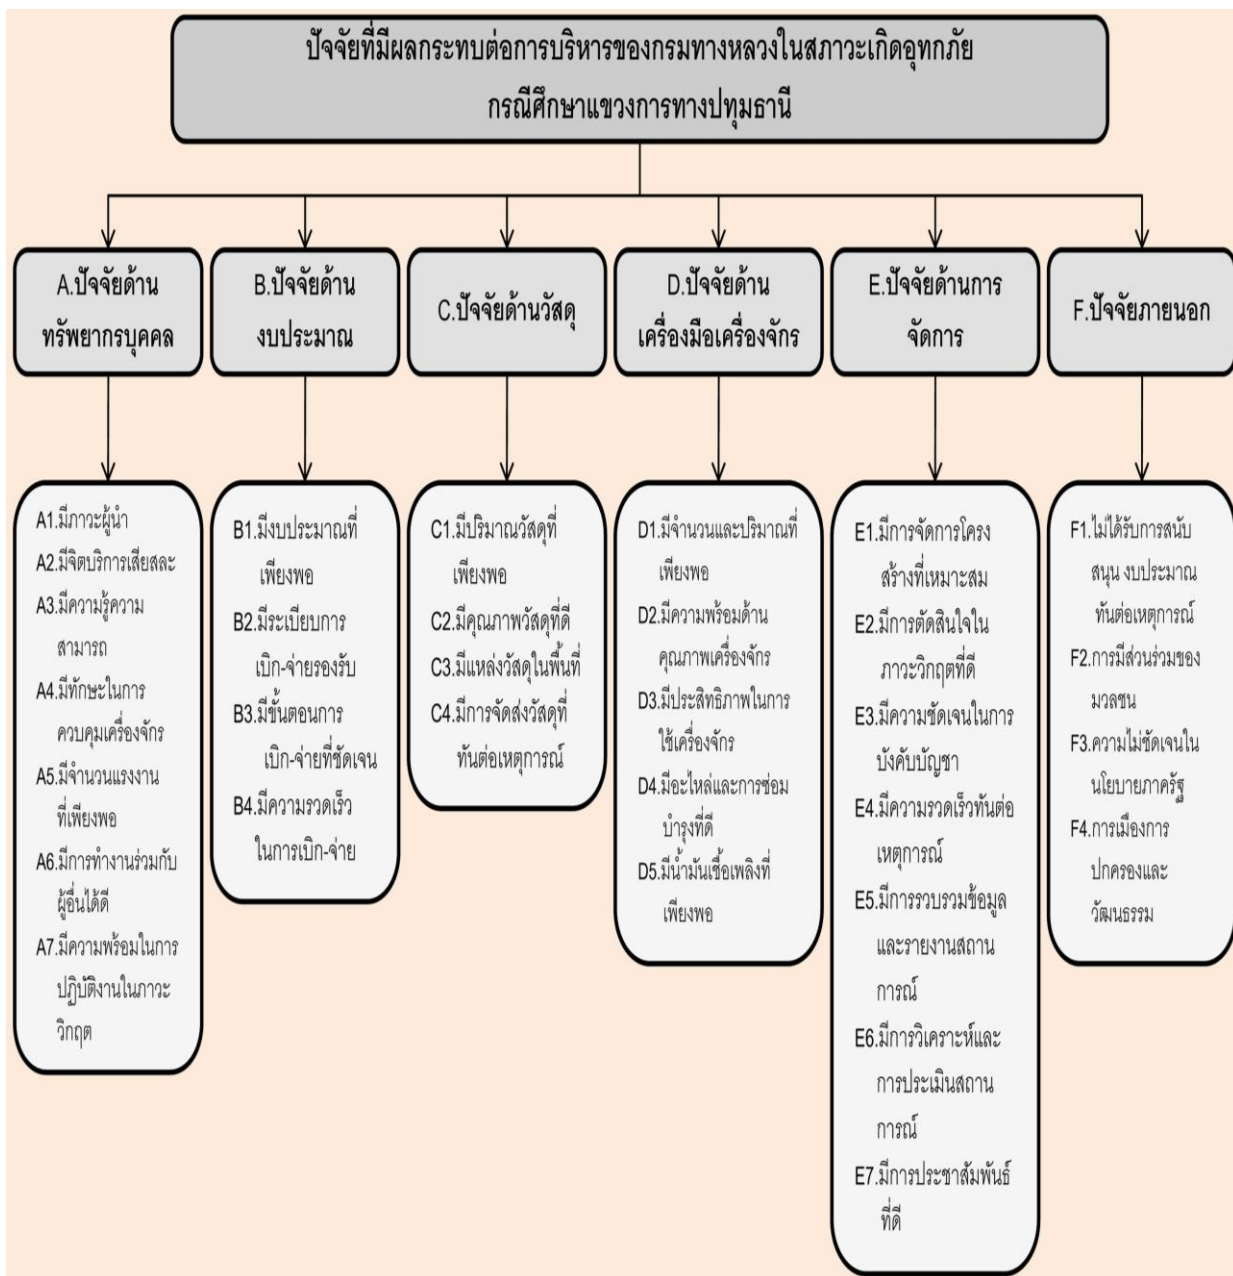 ปัจจัยที่มีผลกระทบต่อการบริหารของกรมทางหลวงในสภาวะเกิดอุทกภัย
กรณีศึกษาแขวงการทางปทุมธานี
A.ปัจจัยด้าน
ทรัพยากรบุคคล
B.ปัจจัยด้าน
งบประมาณ
C.ปัจจัยด้านวัสดุ
D.ปัจจัยด้าน
เครื่องมือเครื่องจักร
E.ปัจจัยด้านการ
จัดการ
F.ปัจจัยภายนอก
A1.มีภาวะผู้นำ
A2.มีจิตบริการเสียสละ
A3.มีความรู้ความ
สามารถ
A4.มีทักษะในการ
ควบคุมเครื่องจักร
A5.มีจำนวนแรงงาน
ที่เพียงพอ
A6.มีการทำงานร่วมกับ
ผู้อื่นได้ดี
A7.มีความพร้อมในการ
ปฏิบัติงานในภาวะ
วิกฤต
B1.มีงบประมาณที่
เพียงพอ
B2.มีระเบียบการ
เบิก-จ่ายรองรับ
B3.มีขั้นตอนการ
เบิก-จ่ายที่ชัดเจน
B4.มีความรวดเร็ว
ในการเบิก-จ่าย
C1.มีปริมาณวัสดุที่
เพียงพอ
C2.มีคุณภาพวัสดุที่ดี
C3.มีแหล่งวัสดุในพื้นที่
C4.มีการจัดส่งวัสดุที่
ทันต่อเหตุการณ์
D1.มีจำนวนและปริมาณที่
เพียงพอ
D2.มีความพร้อมด้าน
คุณภาพเครื่องจักร
D3.มีประสิทธิภาพในการ
ใช้เครื่องจักร
D4.มีอะไหล่และการซ่อม
บำรุงที่ดี
D5.มีน้ำมันเชื้อเพลิงที่
เพียงพอ
E1.มีการจัดการโครง
สร้างที่เหมาะสม
E2.มีการตัดสินใจใน
ภาวะวิกฤตที่ดี
E3.มีความชัดเจนในการ
บังคับบัญชา
E4.มีความรวดเร็วทันต่อ
เหตุการณ์
E5.มีการรวบรวมข้อมูล
และรายงานสถาน
การณ์
E6.มีการวิเคราะห์และ
การประเมินสถาน
การณ์
E7.มีการประชาสัมพันธ์
ที่ดี
F1.ไม่ได้รับการสนับ
สนุน งบประมาณ
ทันต่อเหตุการณ์
F2.การมีส่วนร่วมของ
มวลชน
F3.ความไม่ชัดเจนใน
นโยบายภาครัฐ
F4.การเมืองการ
ปกครองและ
วัฒนธรรม